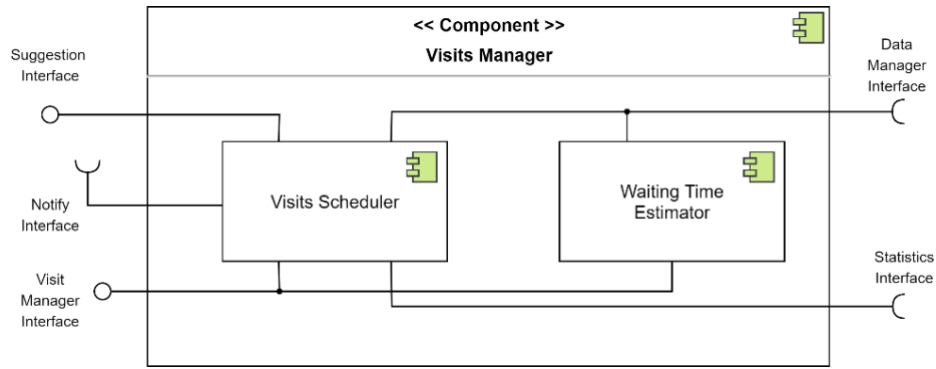 << Component >>
Visits Manager
Suggestion
Interface
Data
Manager
Interface
Visits Scheduler
Waiting Time
Estimator
Notify
Interface
Visit
Manager
Interface
Statistics
Interface